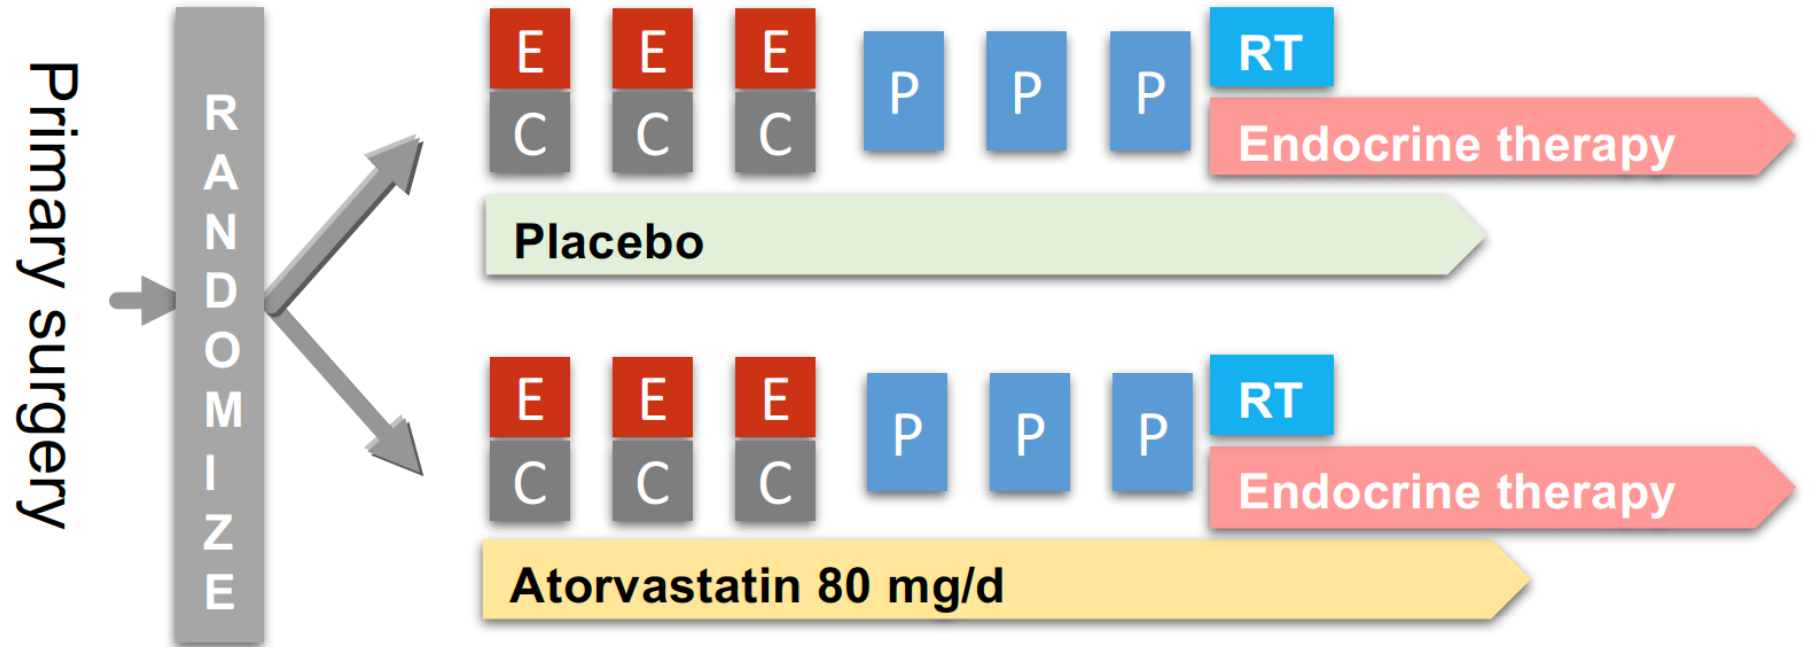 Primary surgery
RANDOMIZE
E E E
C C C
P P P
RT
Endocrine therapy
Placebo
E E E
C C C
P P P
RT
Endocrine therapy
Atorvastatin 80 mg/d